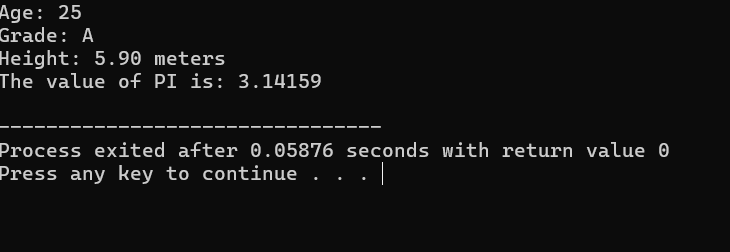 Age: 25
Grade: A
Height: 5.90 meters
The value of PI is: 3.14159
--------------------------------
Process exited after 0.05876 seconds with return value 0
Press any key to continue . . .